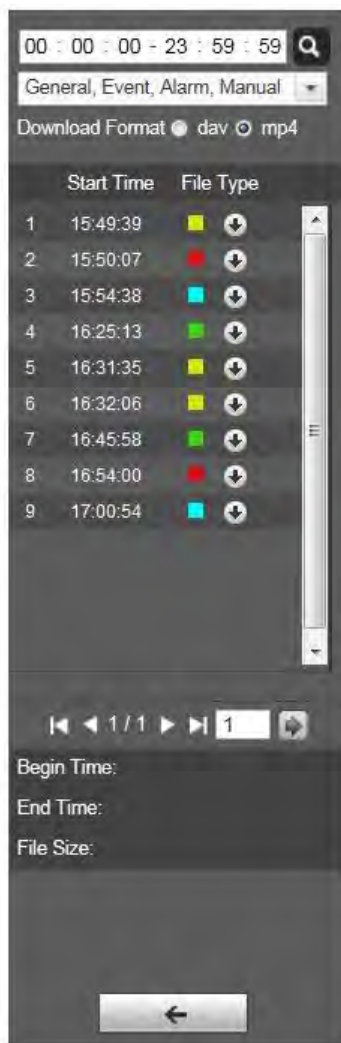 00 : 00 : 00 - 23 : 59 : 59
General, Event, Alarm, Manual
Download Format dav mp4
Start Time File Type
1 15:49:39
2 15:50:07
3 15:54:38
4 16:25:13
5 16:31:35
6 16:32:06
7 16:45:58
8 16:54:00
9 17:00:54
1 / 1 1
Begin Time:
End Time:
File Size: